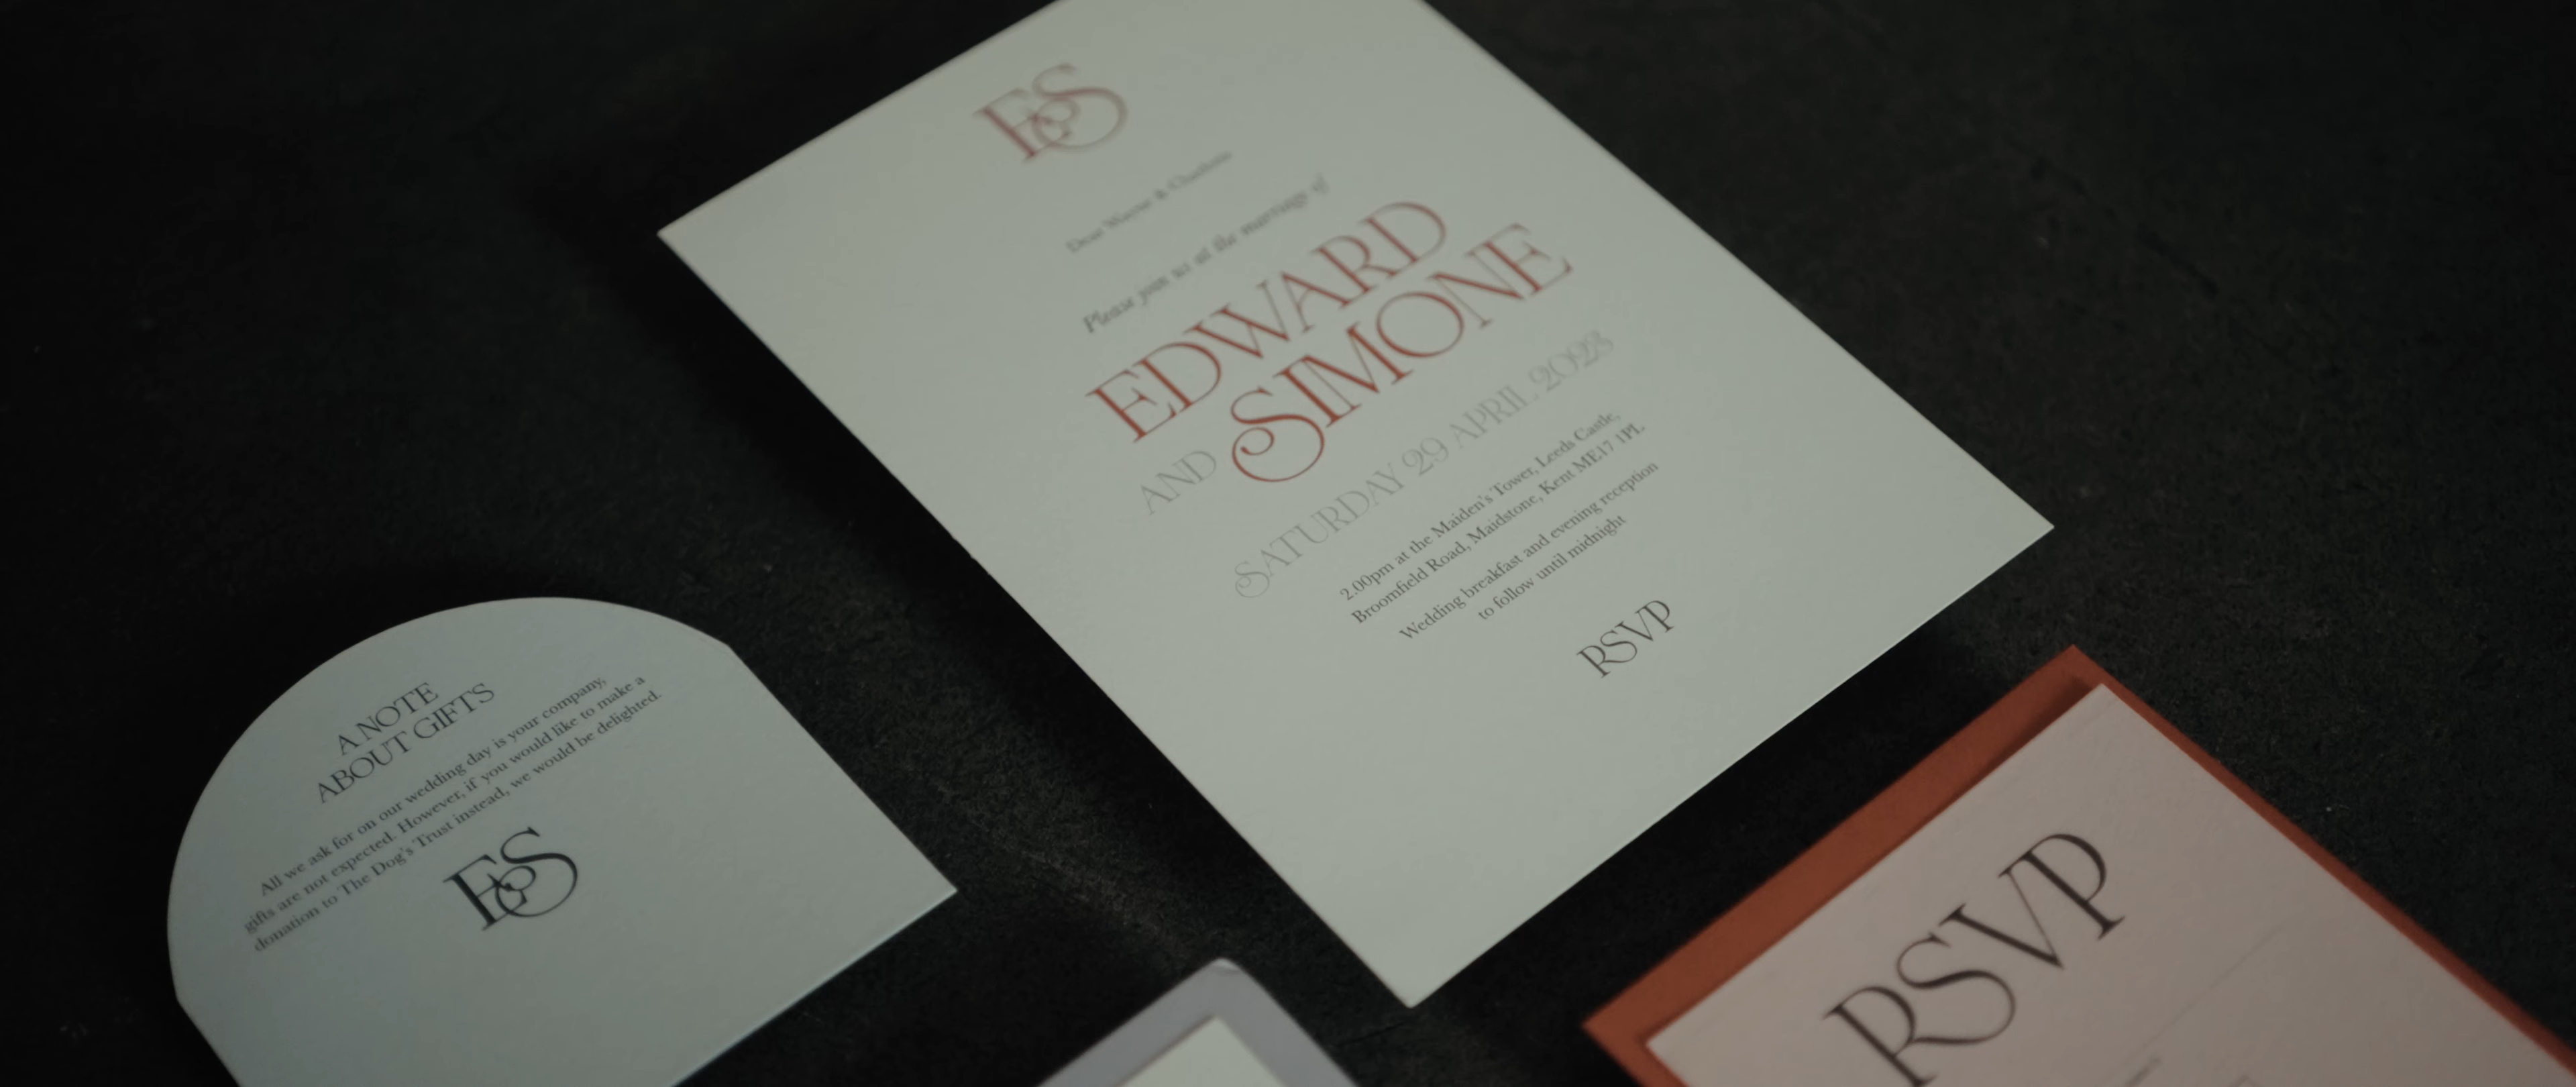 E&S
Dear Wayne & Charlotte
Please join us at the marriage of
EDWARD
AND SIMONE
SATURDAY 29 APRIL 2023
2.00pm at the Maiden's Tower, Leeds Castle,
Broomfield Road, Maidstone, Kent ME17 1PL
Wedding breakfast and evening reception
to follow until midnight
RSVP
A NOTE
ABOUT GIFTS
All we ask for on our wedding day is your company,
gifts are not expected. However, if you would like to make a
donation to The Dog's Trust instead, we would be delighted.
E&S
RSVP